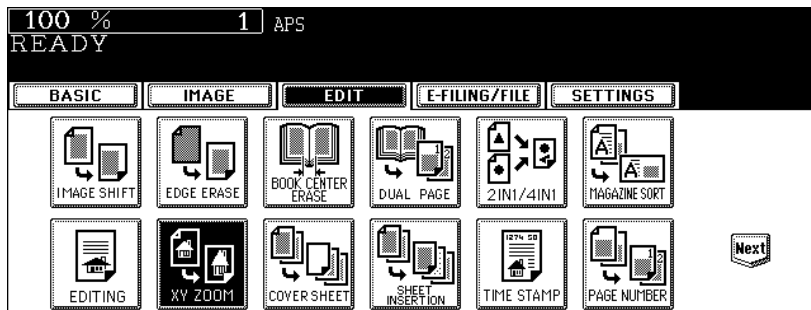 100 % 1 APS
READY
BASIC IMAGE EDIT E-FILING/FILE SETTINGS
IMAGE SHIFT EDGE ERASE BOOK CENTER ERASE DUAL PAGE 2IN1/4IN1 MAGAZINE SORT
EDITING XY ZOOM COVER SHEET SHEET INSERTION TIME STAMP PAGE NUMBER Next